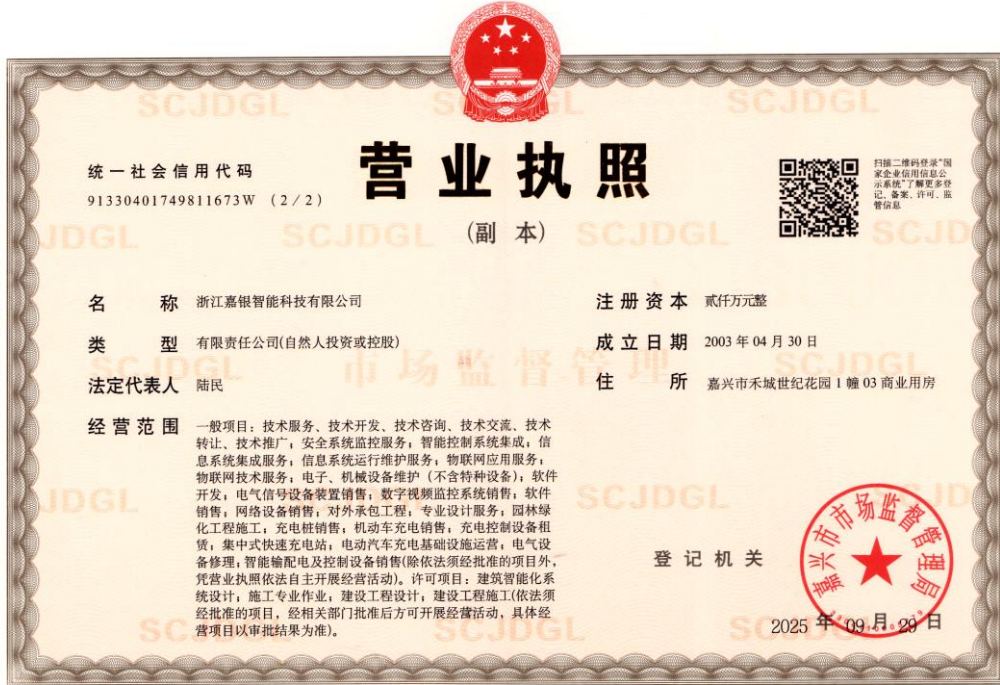 统一社会信用代码
91330401749811673W （2/2）
营业执照
(副 本)
扫描二维码登录“国
家企业信用信息公
示系统”了解更多登
记、备案、许可、监
管信息
名 称 浙江嘉银智能科技有限公司
类 型 有限责任公司(自然人投资或控股)
法定代表人 陆民
经营范围 一般项目：技术服务、技术开发、技术咨询、技术交流、技术
转让、技术推广；安全系统监控服务；智能控制系统集成；信
息系统集成服务；信息系统运行维护服务；物联网应用服务；
物联网技术服务；电子、机械设备维护（不含特种设备）；软件
开发；电气信号设备装置销售；数字视频监控系统销售；软件
销售；网络设备销售；对外承包工程；专业设计服务；园林绿
化工程施工；充电桩销售；机动车充电销售；充电控制设备租
赁；集中式快速充电站；电动汽车充电基础设施运营；电气设
备修理；智能输配电及控制设备销售(除依法须经批准的项目外，
凭营业执照依法自主开展经营活动)。许可项目：建筑智能化系
统设计；施工专业作业；建设工程设计；建设工程施工(依法须
经批准的项目，经相关部门批准后方可开展经营活动，具体经
营项目以审批结果为准)。
注册资本 贰仟万元整
成立日期 2003 年 04 月 30 日
住 所 嘉兴市禾城世纪花园 1 幢 03 商业用房
登记机关
嘉兴市市场监督管理局
2025 年 09 月 29 日
SCJDGL
市场监督管理